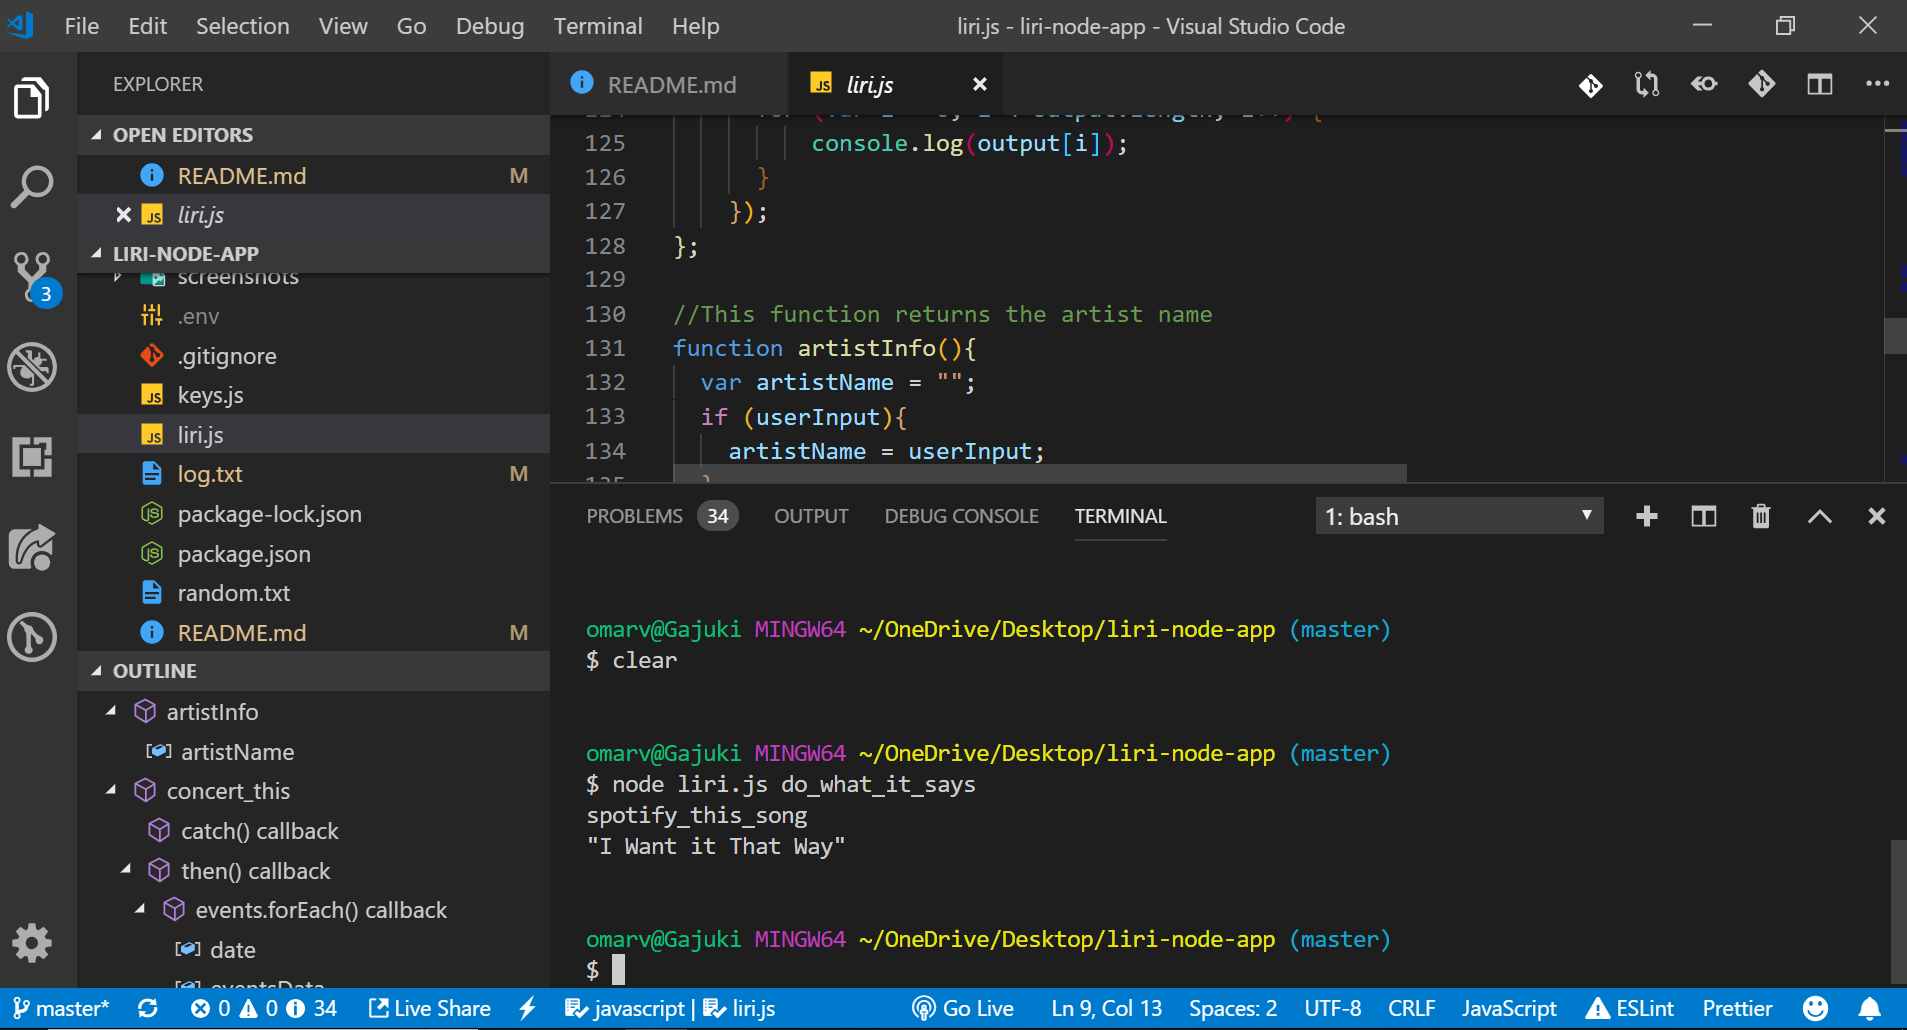 File Edit Selection View Go Debug Terminal Help
liri.js - liri-node-app - Visual Studio Code
EXPLORER
OPEN EDITORS
README.md M
liri.js
LIRI-NODE-APP
screenshots
.env
.gitignore
keys.js
liri.js
log.txt M
package-lock.json
package.json
random.txt
README.md M
OUTLINE
artistInfo
artistName
concert_this
catch() callback
then() callback
events.forEach() callback
date
eventsData
3
README.md
JS liri.js
125 console.log(output[i]);
126 }
127 });
128 };
129
130 //This function returns the artist name
131 function artistInfo(){
132 var artistName = "";
133 if (userInput){
134 artistName = userInput;
135 }
PROBLEMS 34 OUTPUT DEBUG CONSOLE TERMINAL
1: bash
omarv@Gajuki MINGW64 ~/OneDrive/Desktop/liri-node-app (master)
$ clear
omarv@Gajuki MINGW64 ~/OneDrive/Desktop/liri-node-app (master)
$ node liri.js do_what_it_says
spotify_this_song
"I Want it That Way"
omarv@Gajuki MINGW64 ~/OneDrive/Desktop/liri-node-app (master)
$
master* 0 0 34 Live Share javascript | liri.js Go Live Ln 9, Col 13 Spaces: 2 UTF-8 CRLF JavaScript ESLint Prettier